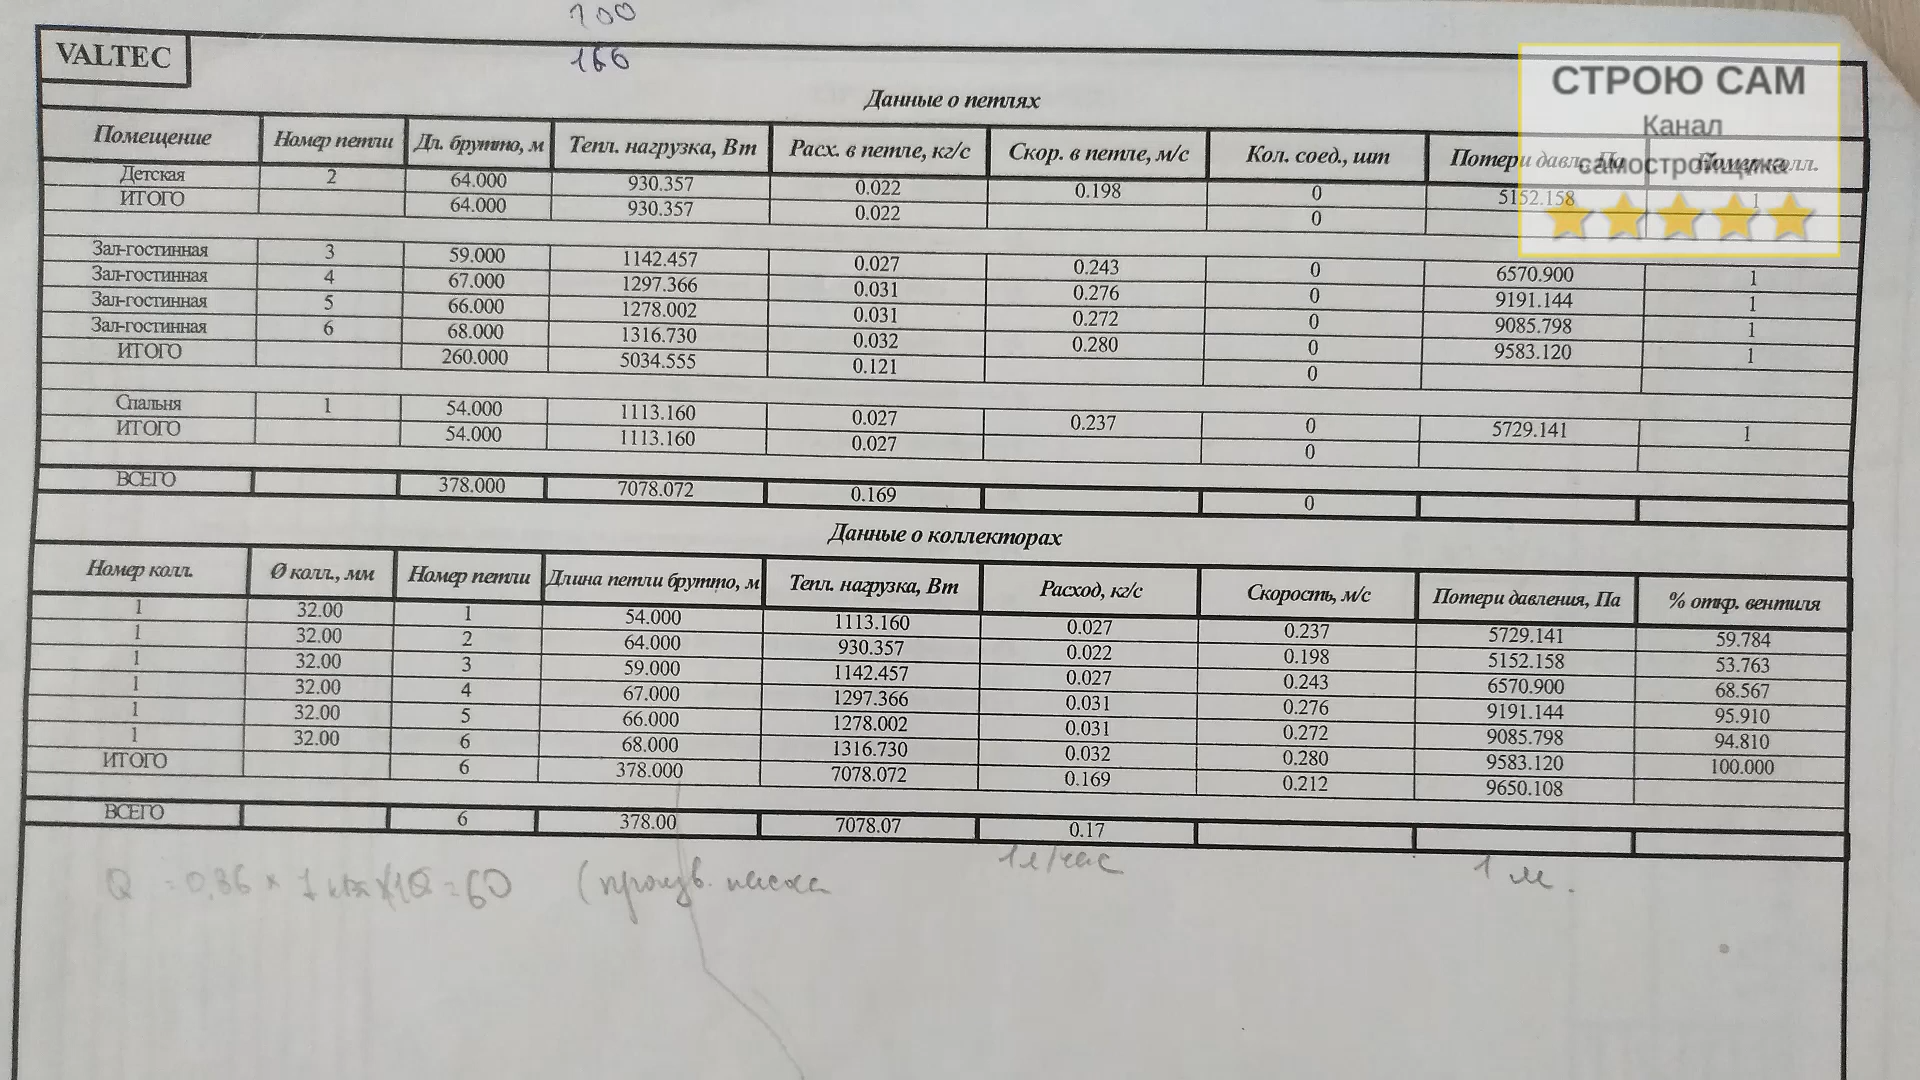 100
VALTEC
166
СТРОЮ САМ
Канал
самостройщика
Данные о петлях
Помещение Номер петли Дл. брутто, м Тепл. нагрузка, Вт Расх. в петле, кг/с Скор. в петле, м/с Кол. соед., шт Потери давл., Па Номер колл.
Детская 2 64.000 930.357 0.022 0.198 0 5152.158 1
ИТОГО 64.000 930.357 0.022 0
Зал-гостинная 3 59.000 1142.457 0.027 0.243 0 6570.900 1
Зал-гостинная 4 67.000 1297.366 0.031 0.276 0 9191.144 1
Зал-гостинная 5 66.000 1278.002 0.031 0.272 0 9085.798 1
Зал-гостинная 6 68.000 1316.730 0.032 0.280 0 9583.120 1
ИТОГО 260.000 5034.555 0.121 0
Спальня 1 54.000 1113.160 0.027 0.237 0 5729.141 1
ИТОГО 54.000 1113.160 0.027 0
ВСЕГО 378.000 7078.072 0.169 0
Данные о коллекторах
Номер колл. Ø колл., мм Номер петли Длина петли брутто, м Тепл. нагрузка, Вт Расход, кг/с Скорость, м/с Потери давления, Па % откр. вентиля
1 32.00 1 54.000 1113.160 0.027 0.237 5729.141 59.784
1 32.00 2 64.000 930.357 0.022 0.198 5152.158 53.763
1 32.00 3 59.000 1142.457 0.027 0.243 6570.900 68.567
1 32.00 4 67.000 1297.366 0.031 0.276 9191.144 95.910
1 32.00 5 66.000 1278.002 0.031 0.272 9085.798 94.810
1 32.00 6 68.000 1316.730 0.032 0.280 9583.120 100.000
ИТОГО 6 378.000 7078.072 0.169 0.212 9650.108
ВСЕГО 6 378.00 7078.07 0.17
1л/час 1 м.
Q = 0,86 × = 60 (произв. насоса